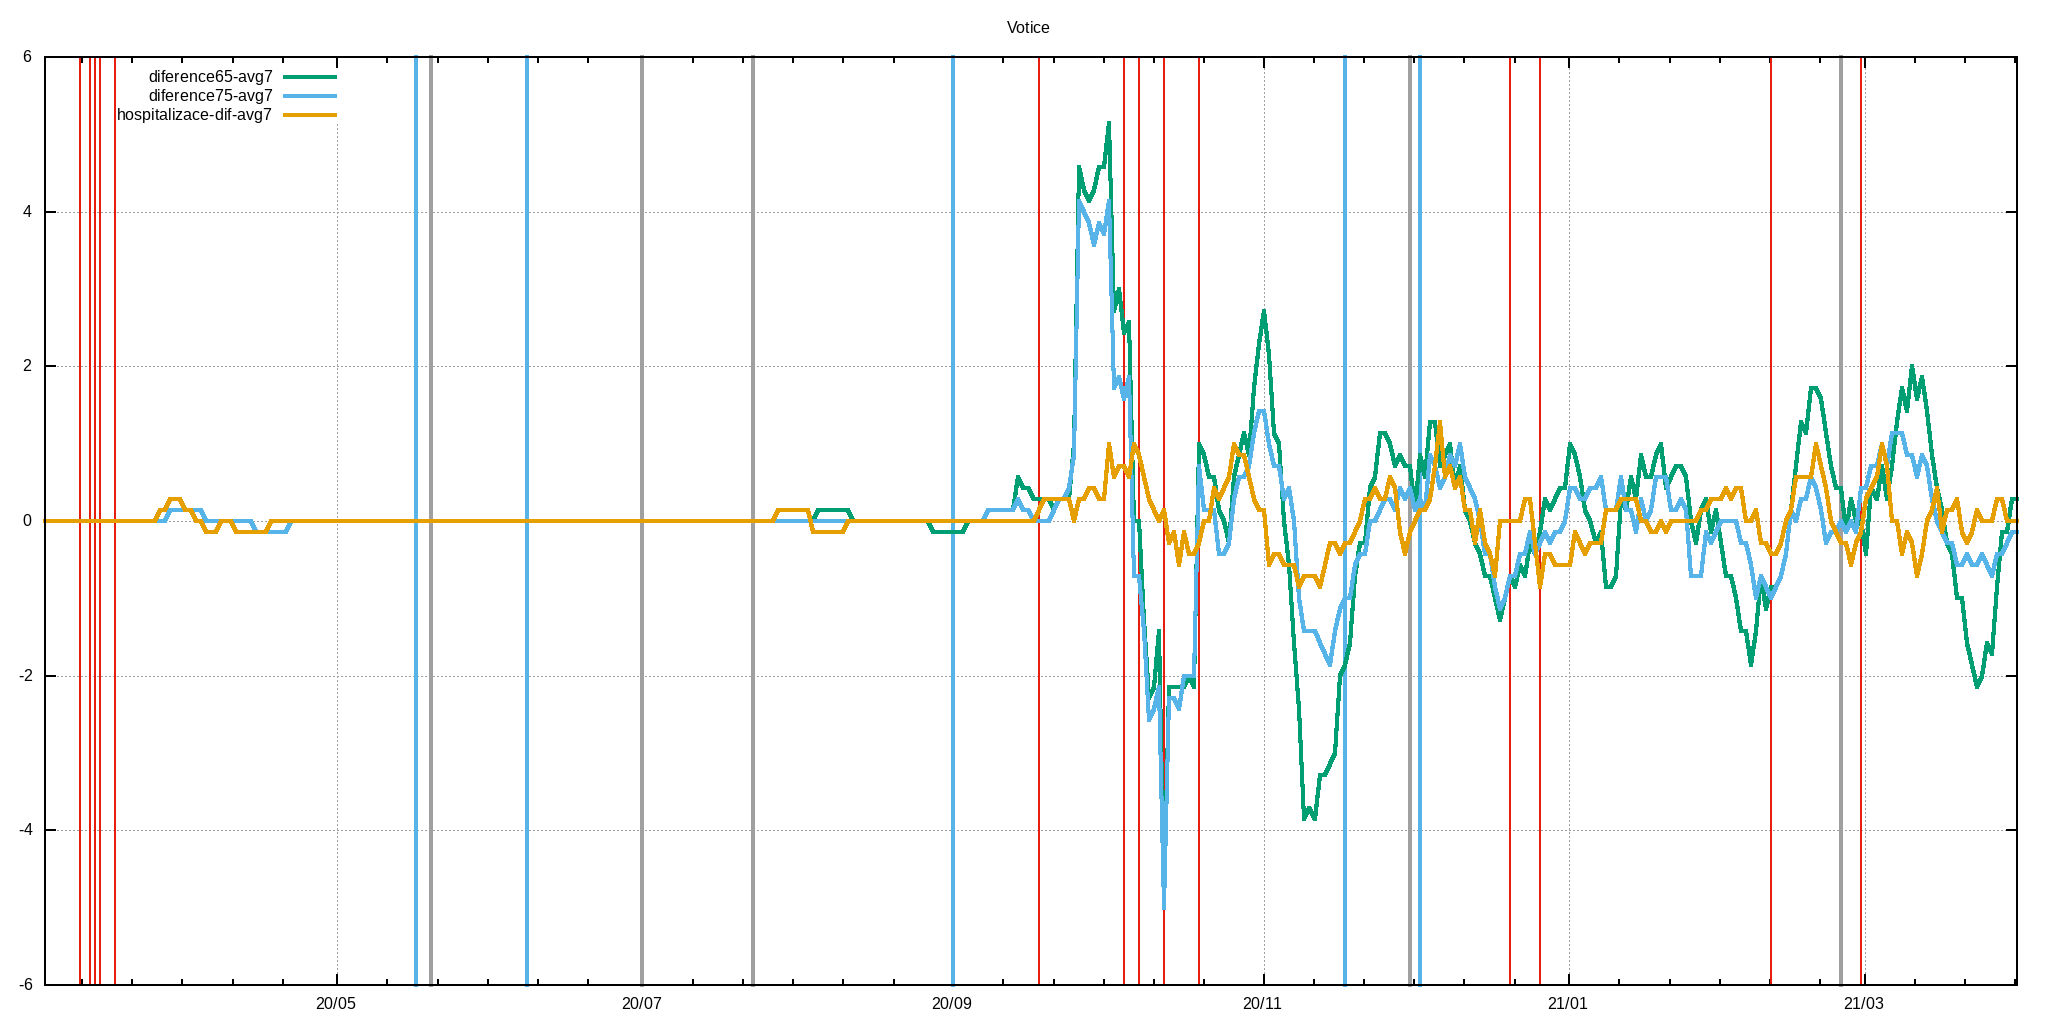 Votice
diference65-avg7
diference75-avg7
hospitalizace-dif-avg7
6
4
2
0
-2
-4
-6
20/05 20/07 20/09 20/11 21/01 21/03